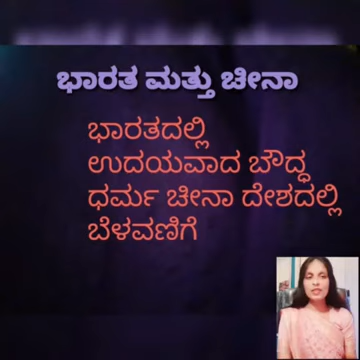 ಭಾರತ ಮತ್ತು ಚೀನಾ
ಭಾರತದಲ್ಲಿ
ಉದಯವಾದ ಬೌದ್ಧ
ಧರ್ಮ ಚೀನಾ ದೇಶದಲ್ಲಿ
ಬೆಳವಣಿಗೆ